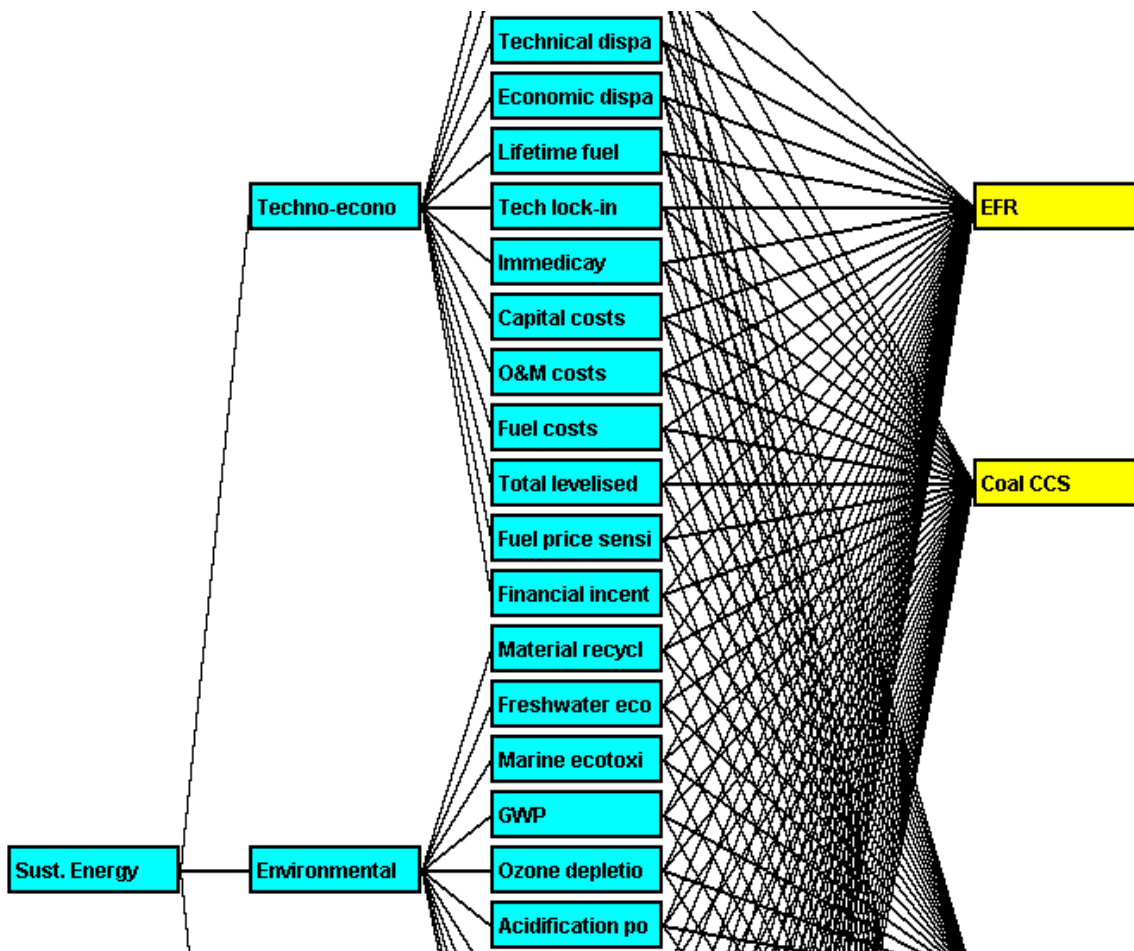 Technical dispa
Economic dispa
Lifetime fuel
Techno-econo
Tech lock-in
EFR
Immedicay
Capital costs
O&M costs
Fuel costs
Total levelised
Coal CCS
Fuel price sensi
Financial incent
Material recycl
Freshwater eco
Marine ecotoxi
GWP
Sust. Energy
Environmental
Ozone depletio
Acidification po